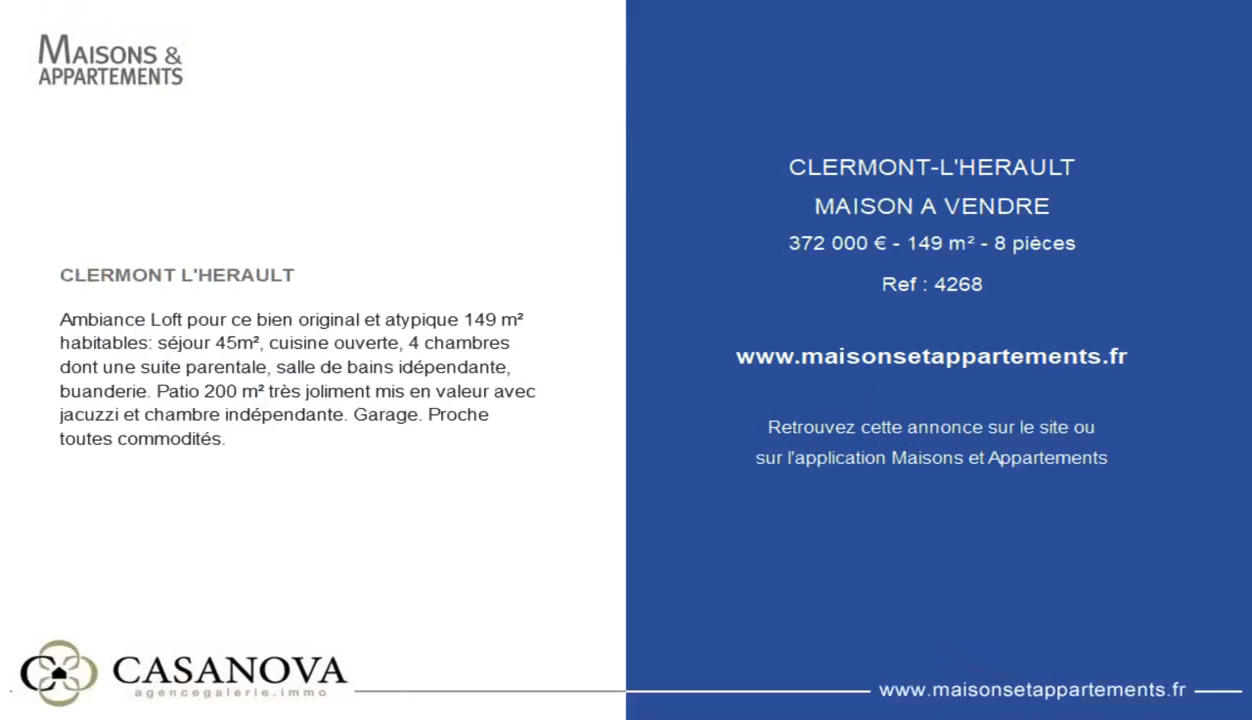 MAISONS &
APPARTEMENTS
CLERMONT L'HERAULT
Ambiance Loft pour ce bien original et atypique 149 m²
habitables: séjour 45m², cuisine ouverte, 4 chambres
dont une suite parentale, salle de bains idépendante,
buanderie. Patio 200 m² très joliment mis en valeur avec
jacuzzi et chambre indépendante. Garage. Proche
toutes commodités.
CASANOVA
agencegalerie.immo
CLERMONT-L'HERAULT
MAISON A VENDRE
372 000 € - 149 m² - 8 pièces
Ref : 4268
www.maisonsetappartements.fr
Retrouvez cette annonce sur le site ou
sur l'application Maisons et Appartements
www.maisonsetappartements.fr